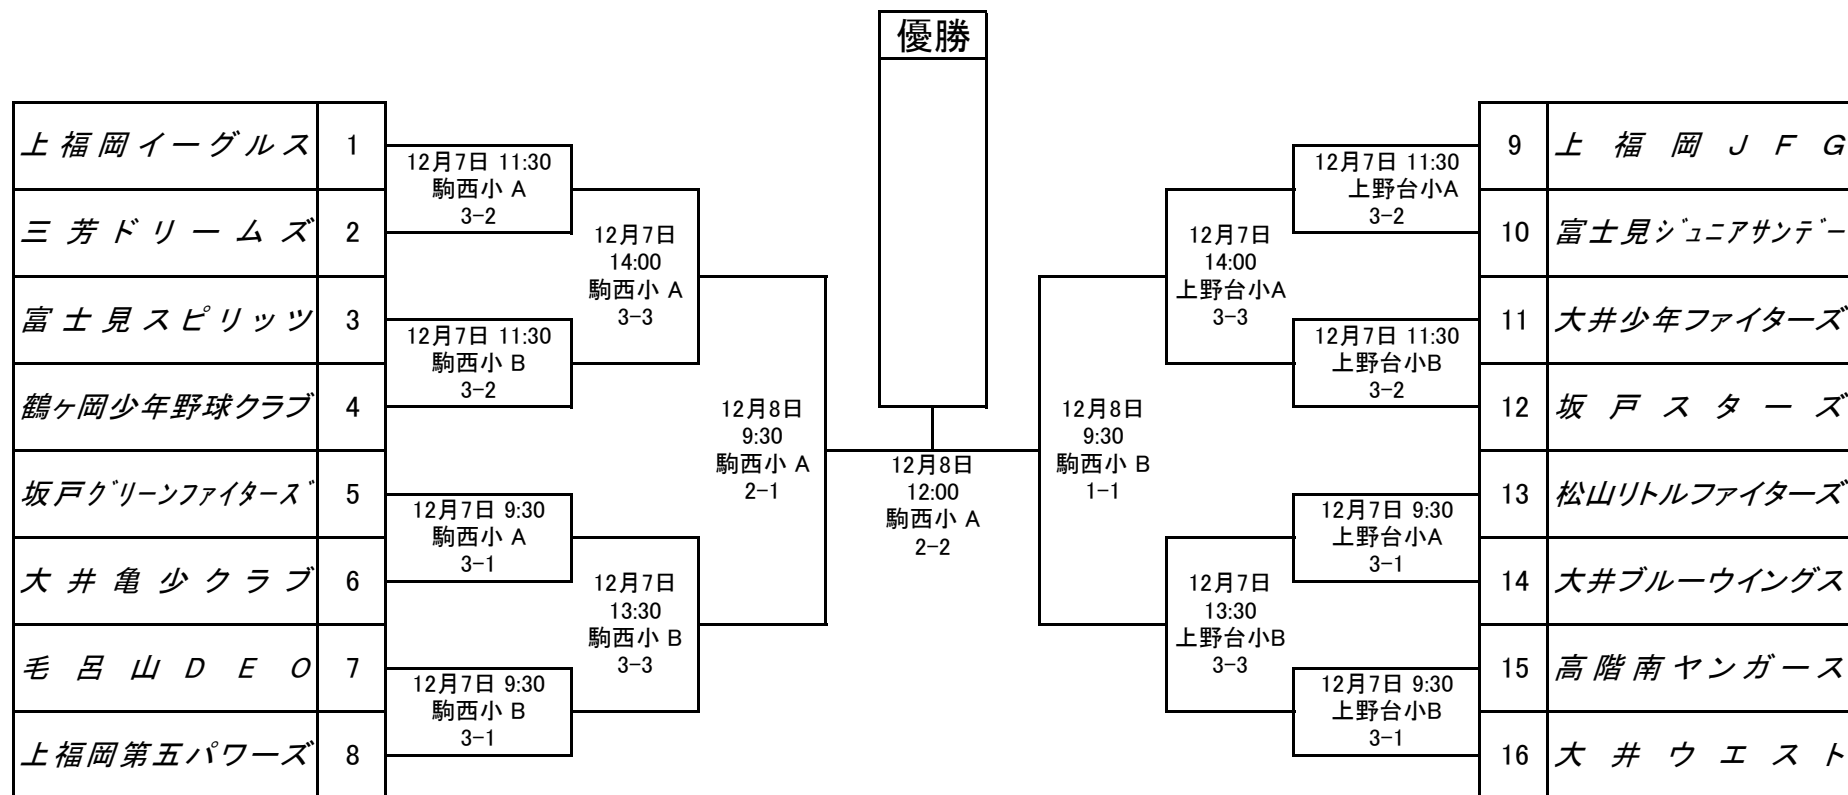 優勝
上福岡イーグルス 1
三芳ドリームズ 2
富士見スピリッツ 3
鶴ヶ岡少年野球クラブ 4
坂戸グリーンファイターズ 5
大井亀少クラブ 6
毛呂山DEO 7
上福岡第五パワーズ 8
12月7日 11:30
駒西小 A
3-2
12月7日 11:30
駒西小 B
3-2
12月7日 9:30
駒西小 A
3-1
12月7日 9:30
駒西小 B
3-1
12月7日
14:00
駒西小 A
3-3
12月7日
13:30
駒西小 B
3-3
12月8日
9:30
駒西小 A
2-1
12月8日
12:00
駒西小 A
2-2
12月8日
9:30
駒西小 B
1-1
12月7日
14:00
上野台小A
3-3
12月7日
13:30
上野台小B
3-3
12月7日 11:30
上野台小A
3-2
12月7日 11:30
上野台小B
3-2
12月7日 9:30
上野台小A
3-1
12月7日 9:30
上野台小B
3-1
9 上福岡JFG
10 富士見ジュニアサンデー
11 大井少年ファイターズ
12 坂戸スターズ
13 松山リトルファイターズ
14 大井ブルーウイングス
15 高階南ヤンガース
16 大井ウエスト